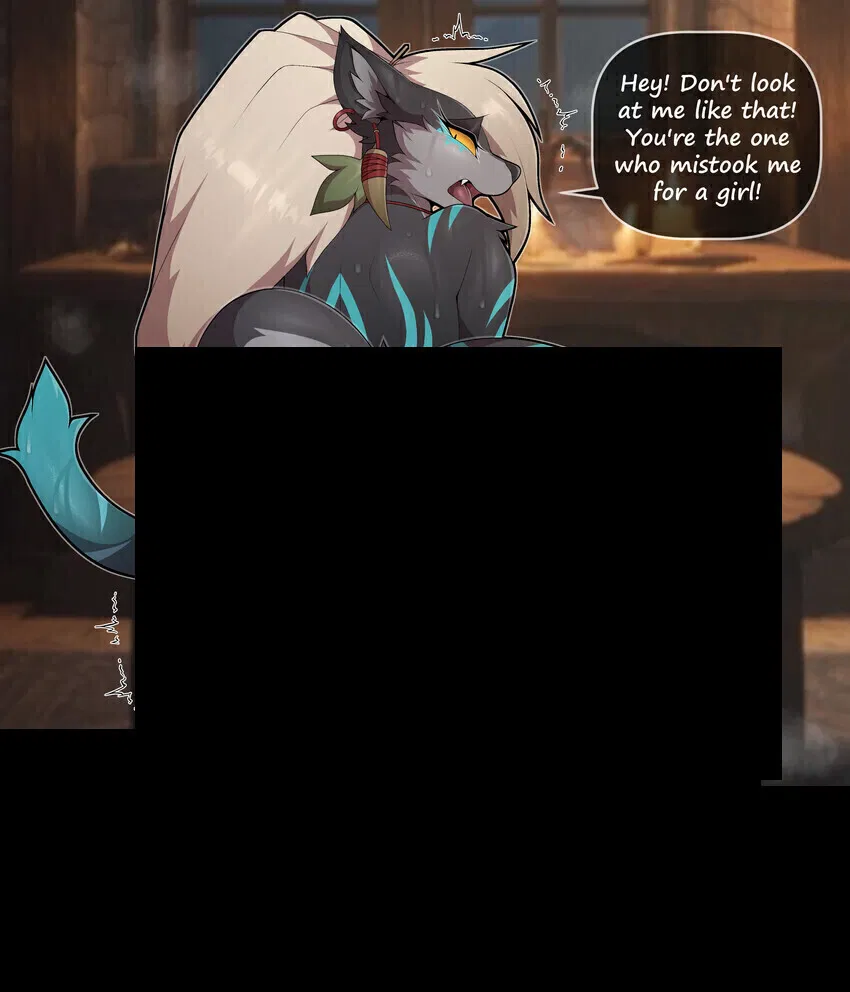 Hey! Don't look
at me like that!
You're the one
who mistook me
for a girl!